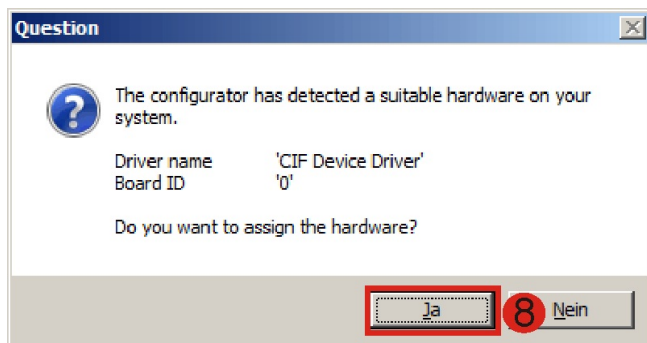 Question
The configurator has detected a suitable hardware on your
system.
Driver name 'CIF Device Driver'
Board ID '0'
Do you want to assign the hardware?
Ja 8 Nein